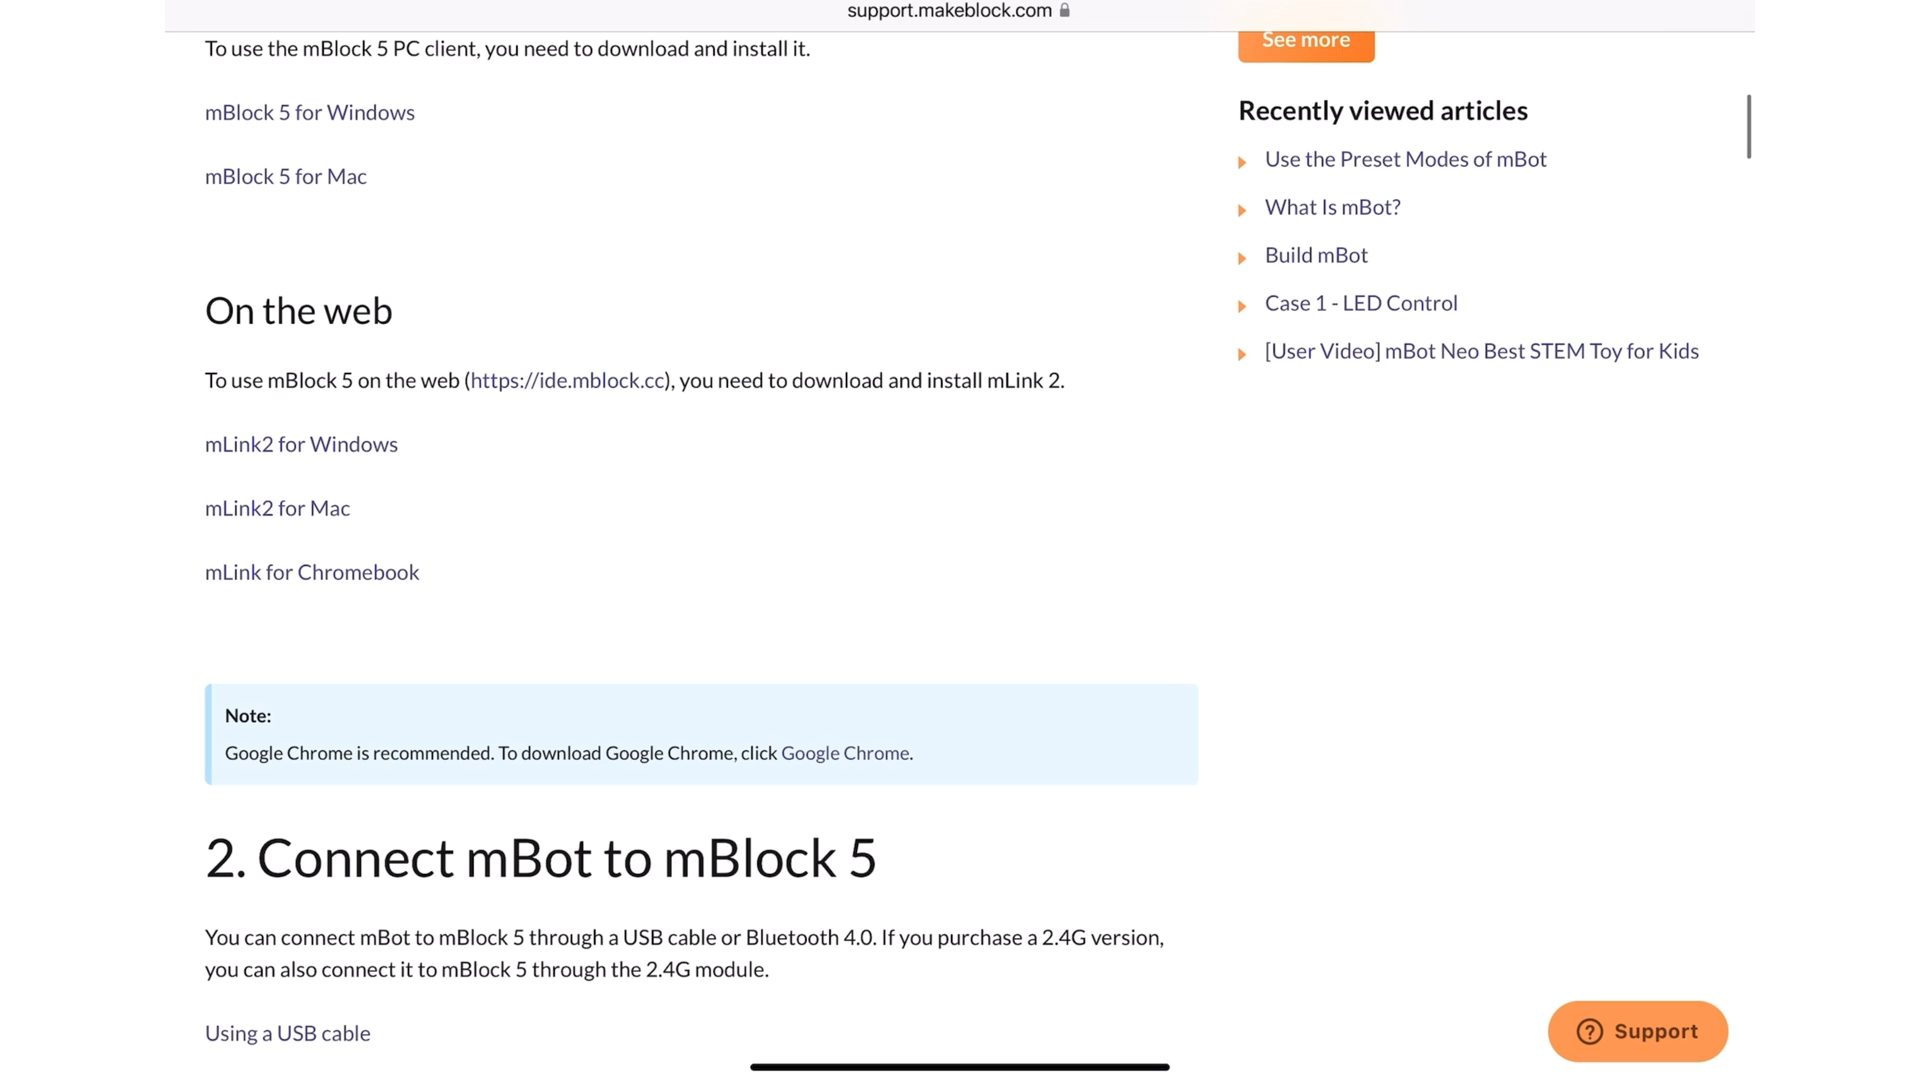 support.makeblock.com
To use the mBlock 5 PC client, you need to download and install it.
mBlock 5 for Windows
mBlock 5 for Mac
On the web
To use mBlock 5 on the web (https://ide.mblock.cc), you need to download and install mLink 2.
mLink2 for Windows
mLink2 for Mac
mLink for Chromebook
Note:
Google Chrome is recommended. To download Google Chrome, click Google Chrome.
2. Connect mBot to mBlock 5
You can connect mBot to mBlock 5 through a USB cable or Bluetooth 4.0. If you purchase a 2.4G version,
you can also connect it to mBlock 5 through the 2.4G module.
Using a USB cable
See more
Recently viewed articles
Use the Preset Modes of mBot
What Is mBot?
Build mBot
Case 1 - LED Control
[User Video] mBot Neo Best STEM Toy for Kids
Support